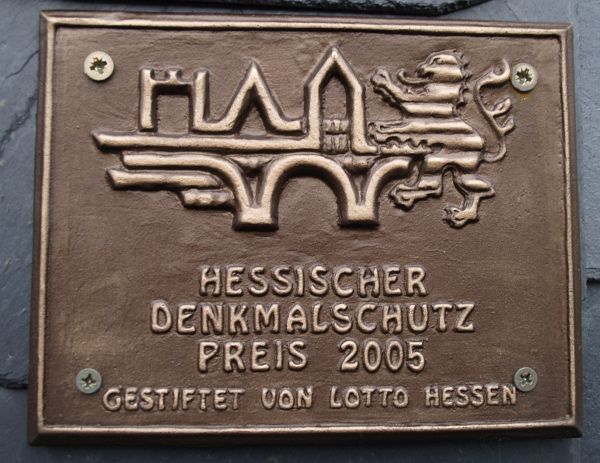 HESSISCHER
DENKMALSCHUTZ
PREIS 2005
GESTIFTET VON LOTTO HESSEN